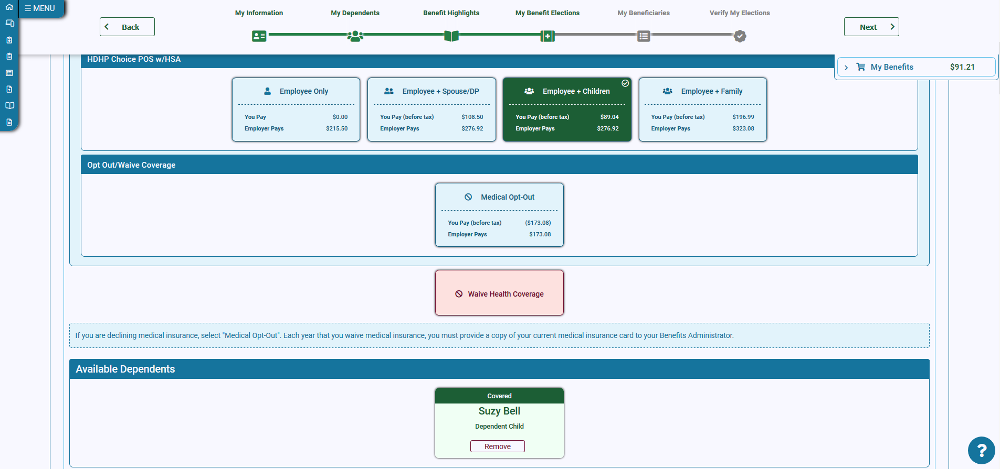 MENU
Back
My Information
My Dependents
Benefit Highlights
My Benefit Elections
My Beneficiaries
Verify My Elections
Next
My Benefits $91.21
HDHP Choice POS w/HSA
Employee Only
You Pay $0.00
Employer Pays $215.50
Employee + Spouse/DP
You Pay (before tax) $108.50
Employer Pays $276.92
Employee + Children
You Pay (before tax) $89.04
Employer Pays $276.92
Employee + Family
You Pay (before tax) $196.99
Employer Pays $323.08
Opt Out/Waive Coverage
Medical Opt-Out
You Pay (before tax) ($173.08)
Employer Pays $173.08
Waive Health Coverage
If you are declining medical insurance, select "Medical Opt-Out". Each year that you waive medical insurance, you must provide a copy of your current medical insurance card to your Benefits Administrator.
Available Dependents
Covered
Suzy Bell
Dependent Child
Remove
?